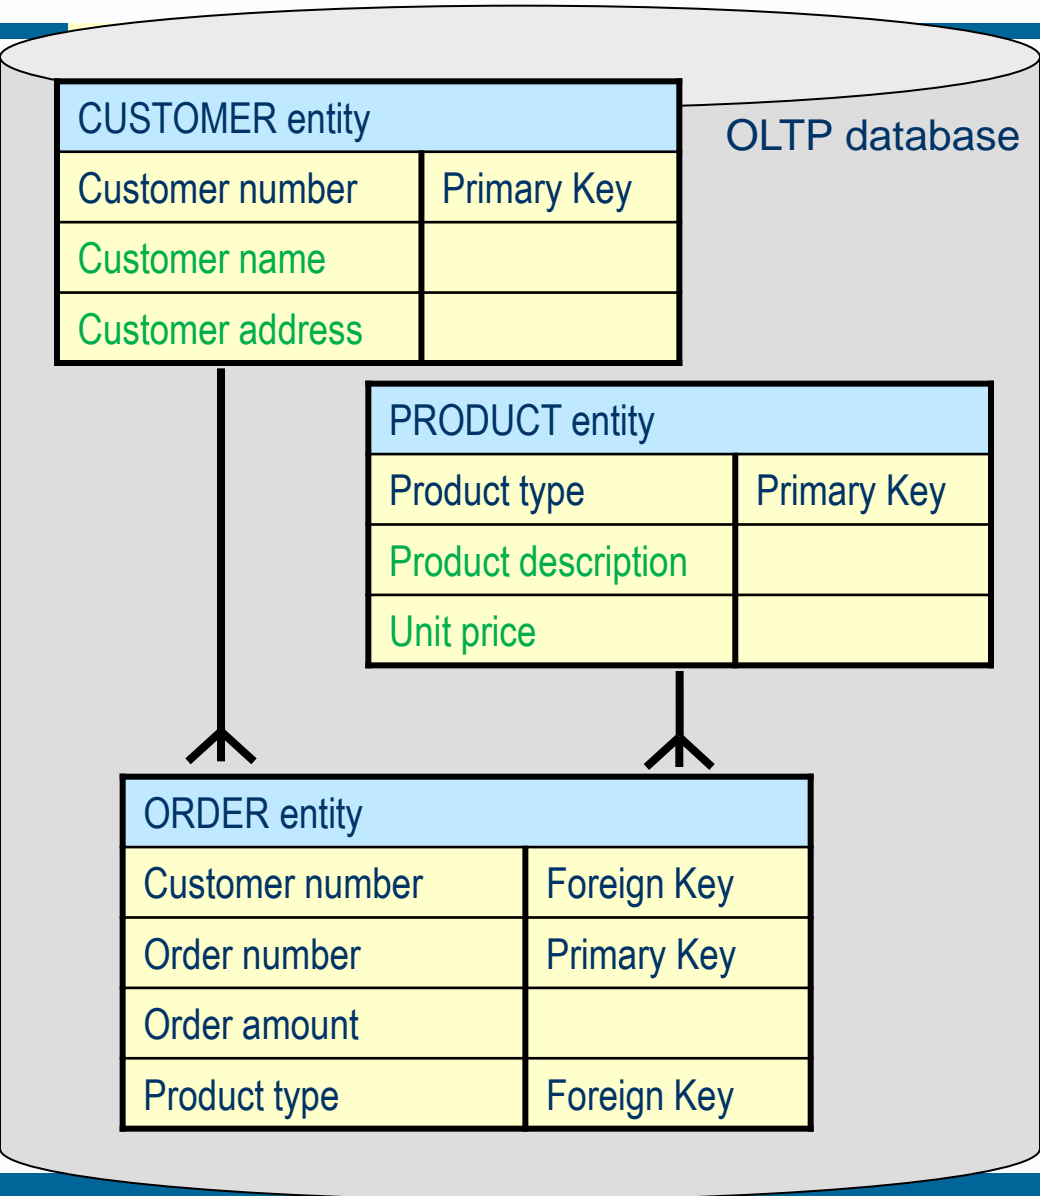 OLTP database
CUSTOMER entity
Customer number Primary Key
Customer name
Customer address
PRODUCT entity
Product type Primary Key
Product description
Unit price
ORDER entity
Customer number Foreign Key
Order number Primary Key
Order amount
Product type Foreign Key